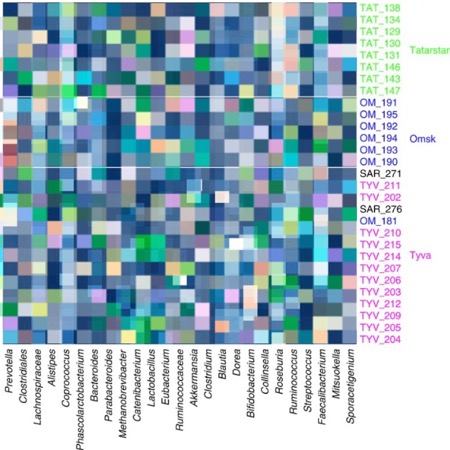 TAT_138
TAT_134
TAT_129
TAT_130
TAT_131
Tatarstar
TAT_146
TAT_143
TAT_147
OM_191
OM_195
OM_192
OM_194
Omsk
OM_193
OM_190
SAR_271
TYV_211
TYV_202
SAR_276
OM_181
TYV_210
TYV_215
TYV_214
Tyva
TYV_207
TYV_206
TYV_203
TYV_212
TYV_209
TYV_205
TYV_204
Prevotella
Clostridiales
Lachnospiraceae
Alistipes
Coprococcus
Phascolarctobacterium
Bacteroides
Parabacteroides
Methanobrevibacter
Catenibacterium
Lactobacillus
Eubacterium
Ruminococcaceae
Akkermansia
Clostridium
Blautia
Dorea
Bifidobacterium
Collinsella
Roseburia
Ruminococcus
Streptococcus
Faecalibacterium
Mitsuokella
Sporacetigenium